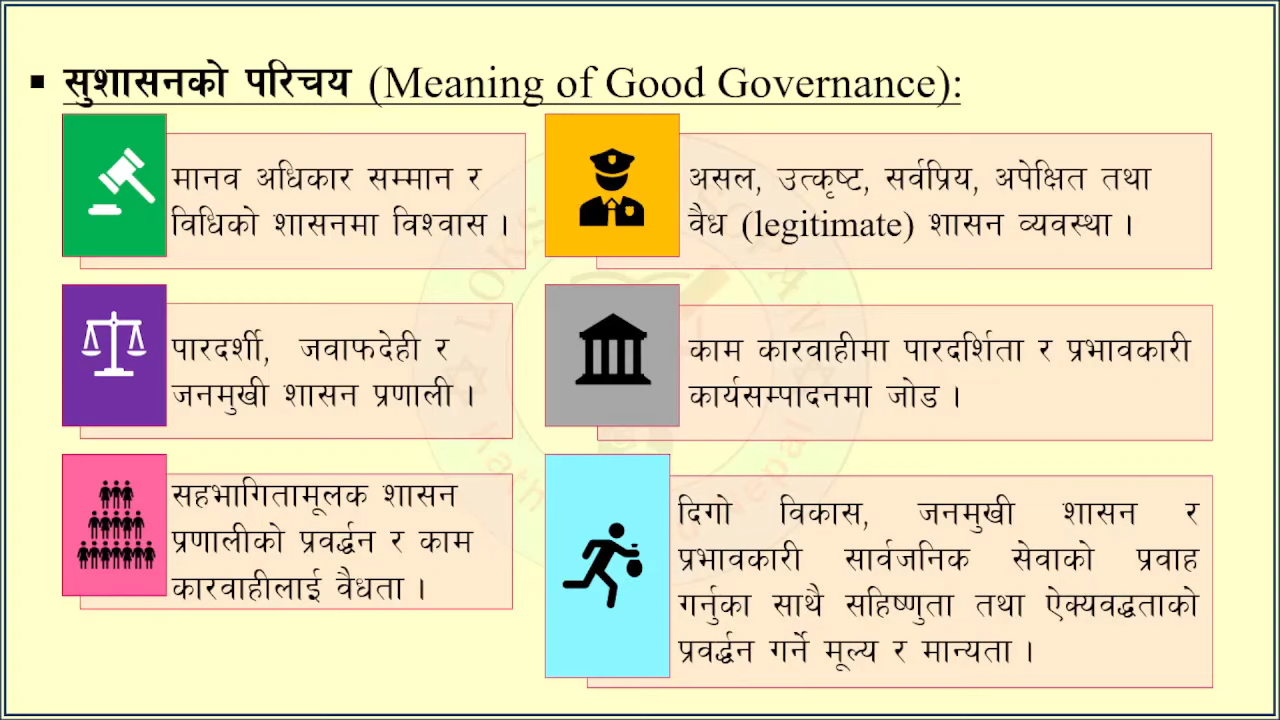 ▪ सुशासनको परिचय (Meaning of Good Governance):
मानव अधिकार सम्मान र
विधिको शासनमा विश्वास ।
असल, उत्कृष्ट, सर्वप्रिय, अपेक्षित तथा
वैध (legitimate) शासन व्यवस्था ।
पारदर्शी, जवाफदेही र
जनमुखी शासन प्रणाली ।
काम कारवाहीमा पारदर्शिता र प्रभावकारी
कार्यसम्पादनमा जोड ।
सहभागितामूलक शासन
प्रणालीको प्रवर्द्धन र काम
कारवाहीलाई वैधता ।
दिगो विकास, जनमुखी शासन र
प्रभावकारी सार्वजनिक सेवाको प्रवाह
गर्नुका साथै सहिष्णुता तथा ऐक्यवद्धताको
प्रवर्द्धन गर्ने मूल्य र मान्यता ।